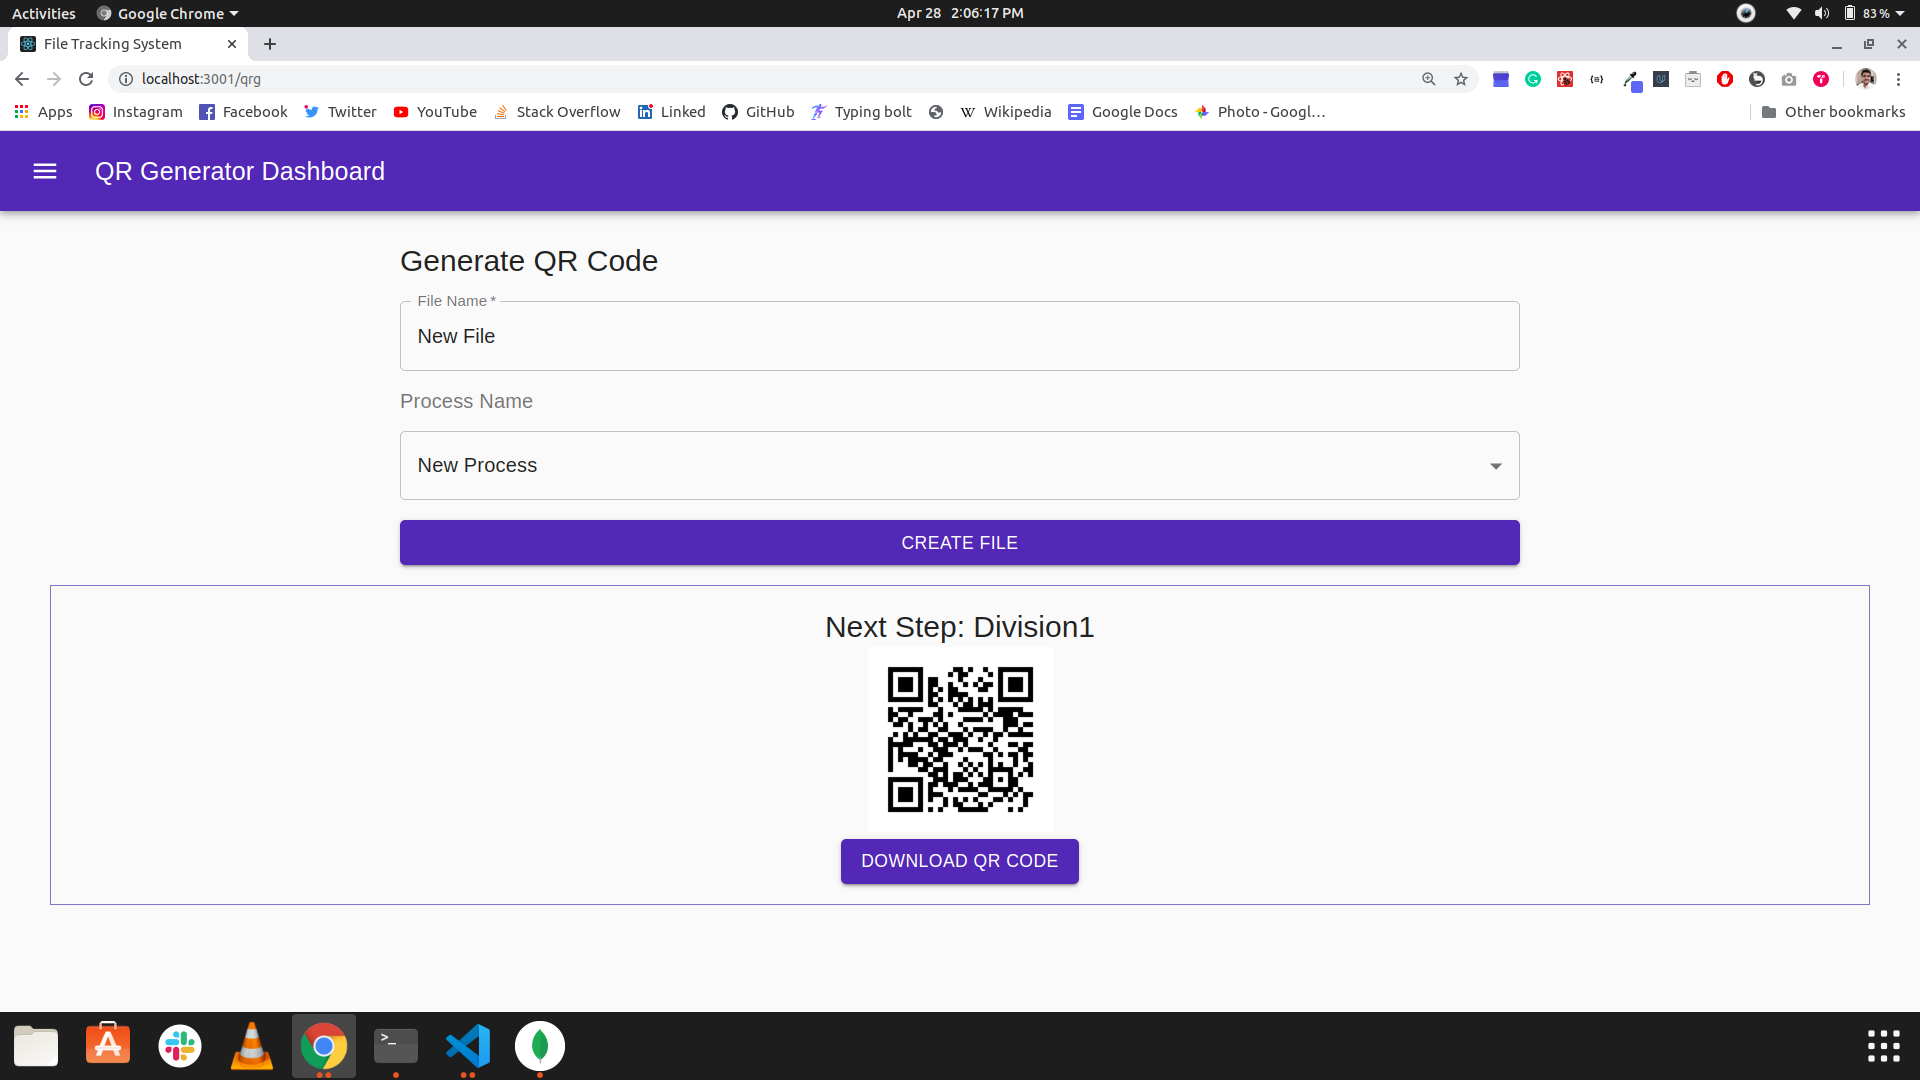 Activities Google Chrome Apr 28 2:06:17 PM 83 %
File Tracking System
localhost:3001/qrg
Apps Instagram Facebook Twitter YouTube Stack Overflow Linked GitHub Typing bolt Wikipedia Google Docs Photo - Googl... Other bookmarks
QR Generator Dashboard
Generate QR Code
File Name *
New File
Process Name
New Process
CREATE FILE
Next Step: Division1
DOWNLOAD QR CODE